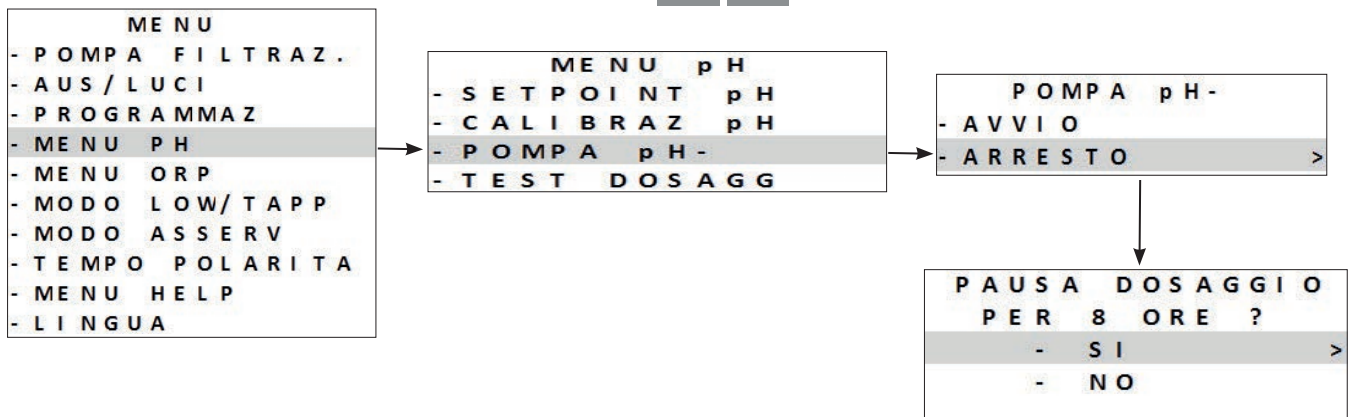 MENU
- POMPA FILTRAZ.
- AUS/LUCI
- PROGRAMMAZ
- MENU PH
- MENU ORP
- MODO LOW/TAPP
- MODO ASSERV
- TEMPO POLARITA
- MENU HELP
- LINGUA
MENU pH
- SETPOINT pH
- CALIBRAZ pH
- POMPA pH-
- TEST DOSAGG
POMPA pH-
- AVVIO
- ARRESTO >
PAUSA DOSAGGIO
PER 8 ORE ?
- SI >
- NO